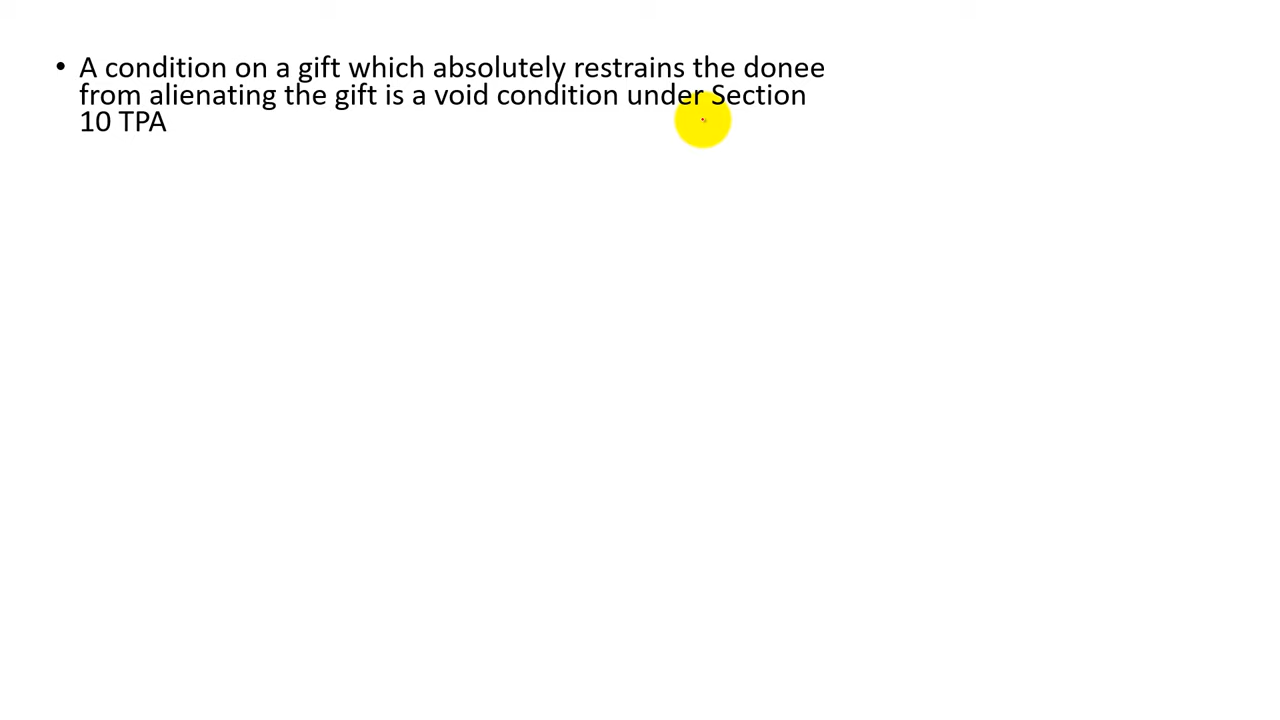 • A condition on a gift which absolutely restrains the donee
from alienating the gift is a void condition under Section
10 TPA